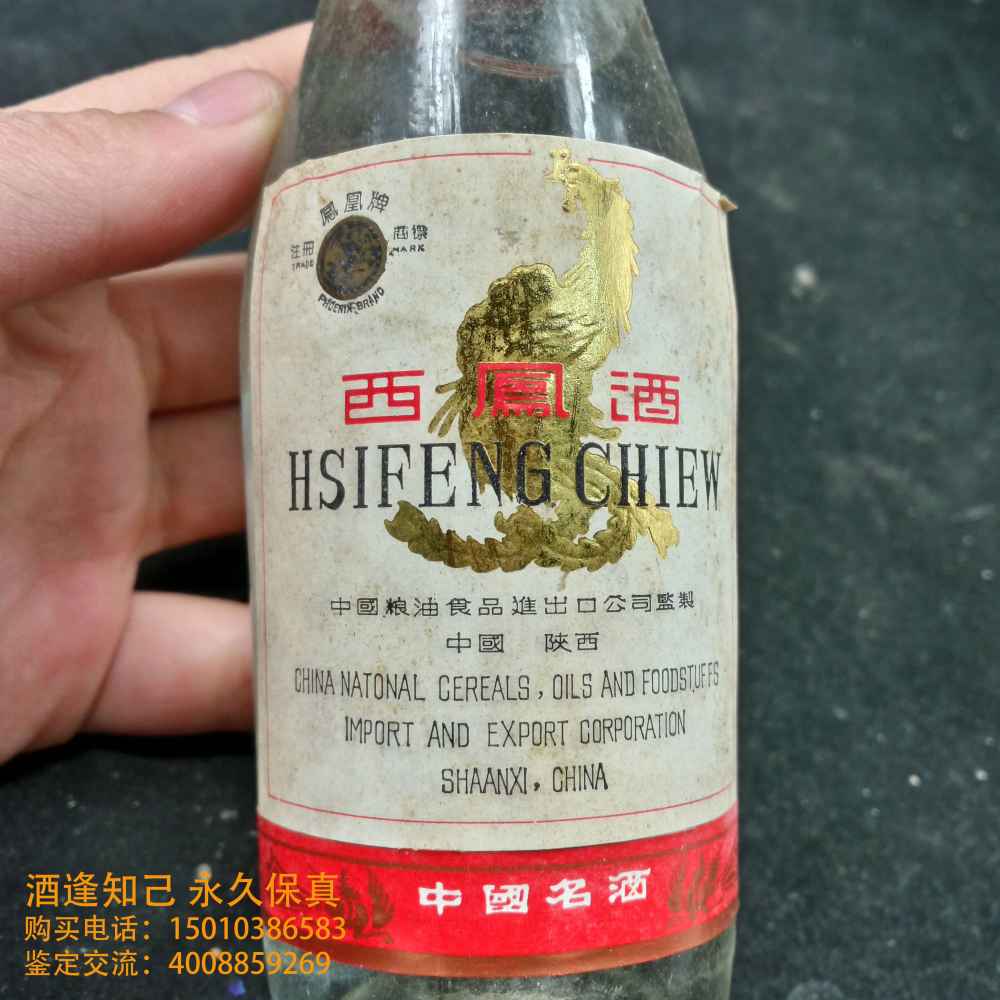 鳳凰牌
註冊 商標
TRADE MARK
PHOENIX BRAND
西鳳酒
HSIFENG CHIEW
中國粮油食品進出口公司監製
中國 陝西
CHINA NATONAL CEREALS, OILS AND FOODSTUFFS
IMPORT AND EXPORT CORPORATION
SHAANXI, CHINA
中國名酒
酒逢知己 永久保真
购买电话：15010386583
鉴定交流：4008859269